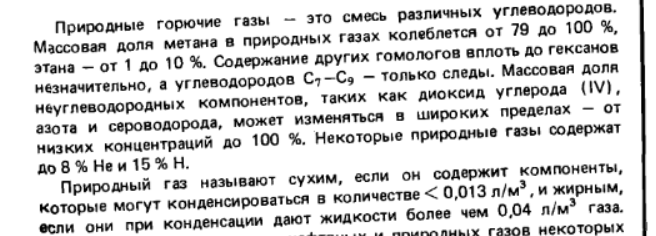 Природные горючие газы — это смесь различных углеводородов.
Массовая доля метана в природных газах колеблется от 79 до 100 %,
этана — от 1 до 10 %. Содержание других гомологов вплоть до гексанов
незначительно, а углеводородов C₇—C₉ — только следы. Массовая доля
неуглеводородных компонентов, таких как диоксид углерода (IV),
азота и сероводорода, может изменяться в широких пределах — от
низких концентраций до 100 %. Некоторые природные газы содержат
до 8 % He и 15 % H.
Природный газ называют сухим, если он содержит компоненты,
которые могут конденсироваться в количестве < 0,013 л/м³, и жирным,
если они при конденсации дают жидкости более чем 0,04 л/м³ газа.
и природных газов некоторых